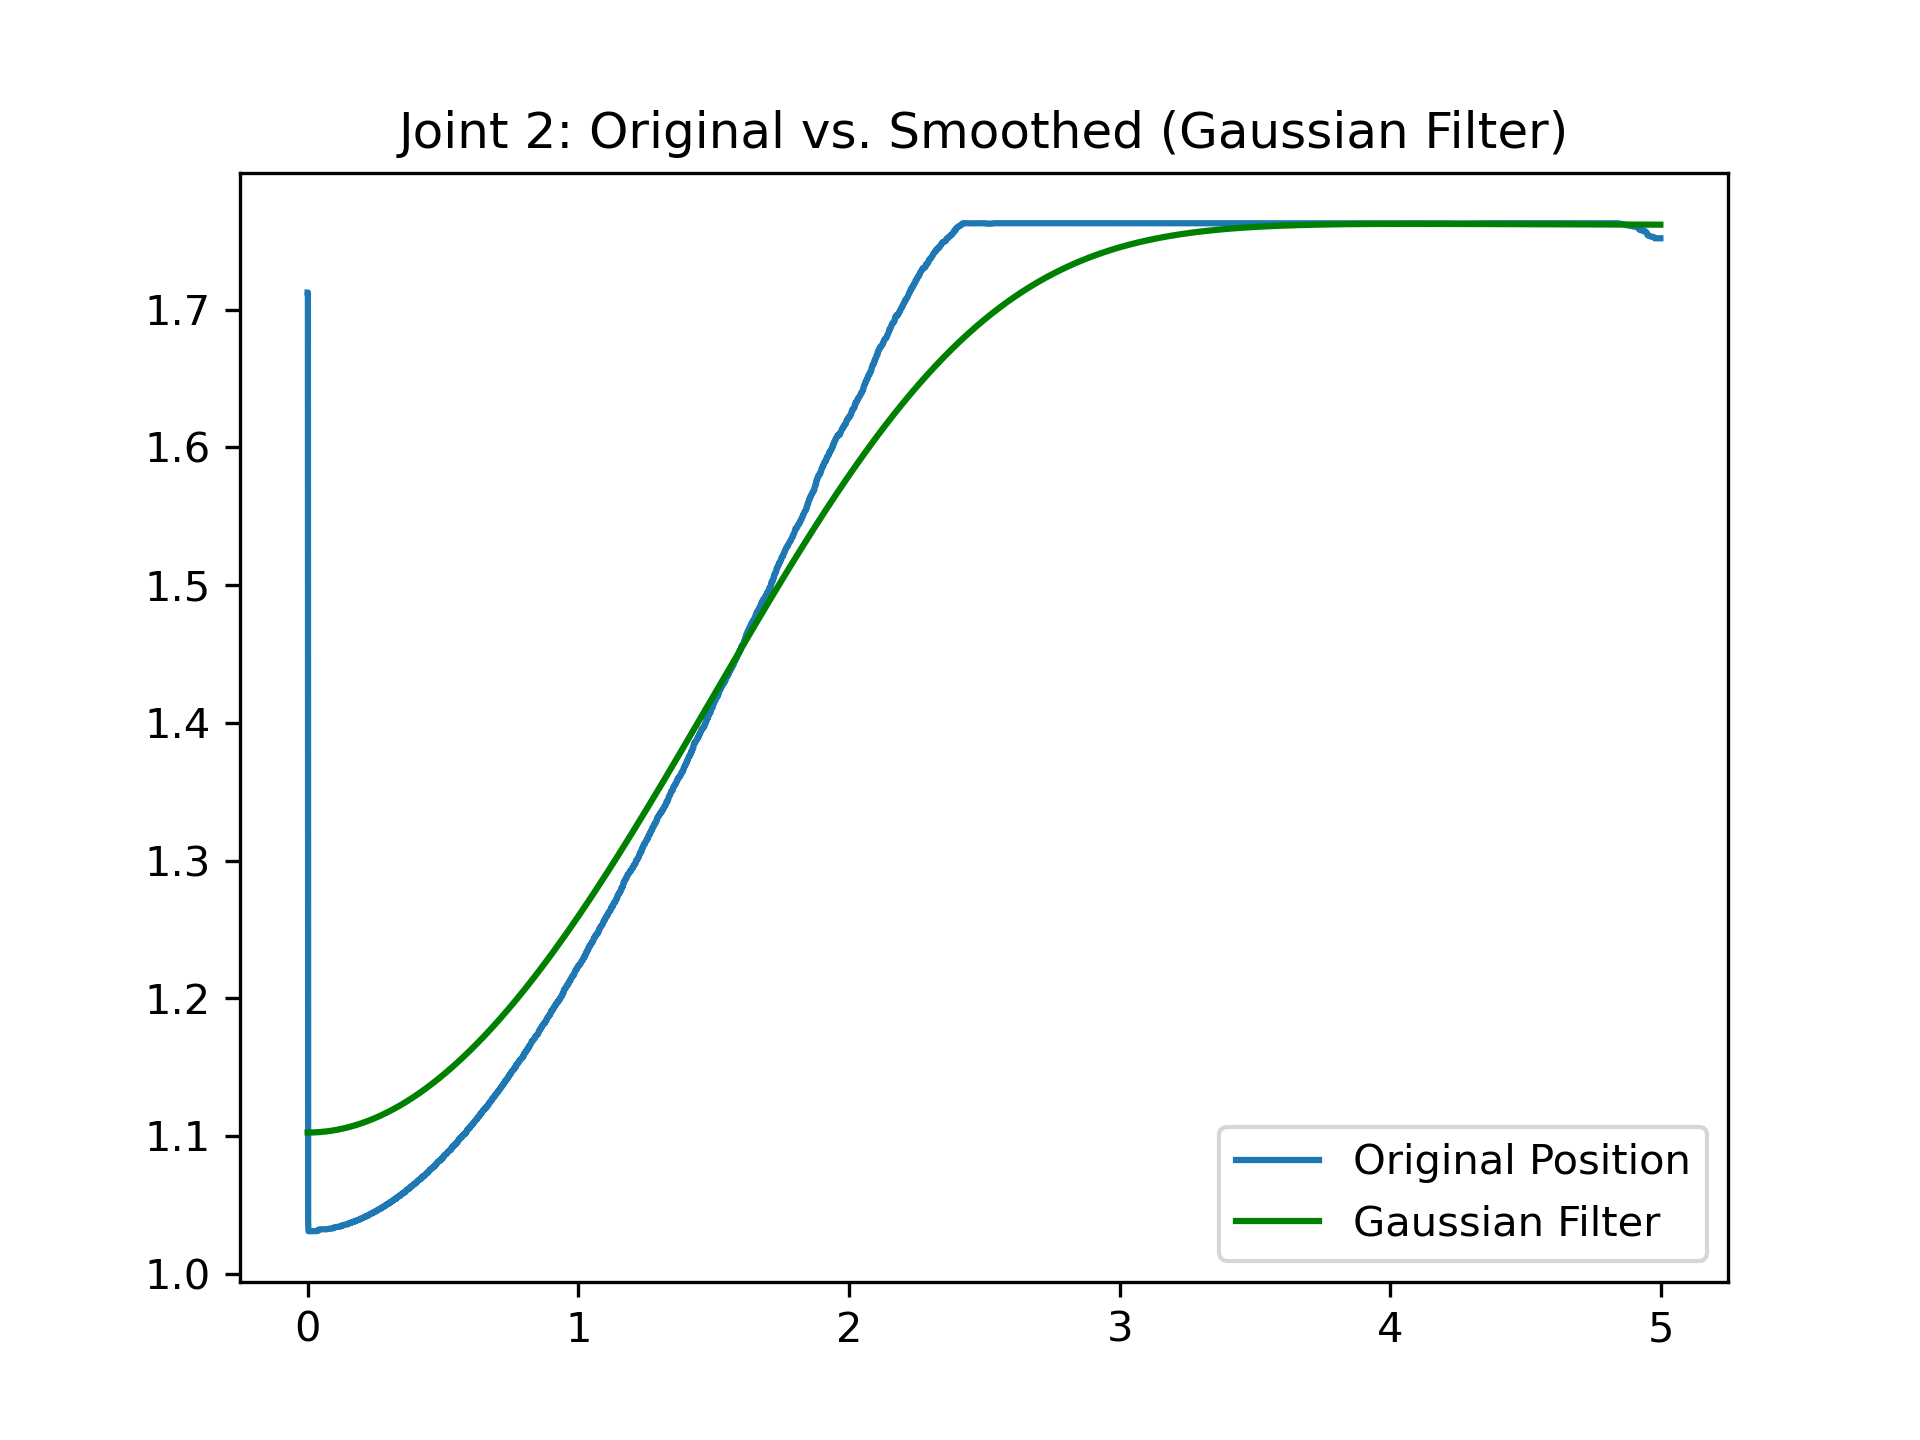 Joint 2: Original vs. Smoothed (Gaussian Filter)
1.7
1.6
1.5
1.4
1.3
1.2
1.1
1.0
Original Position
Gaussian Filter
0 1 2 3 4 5